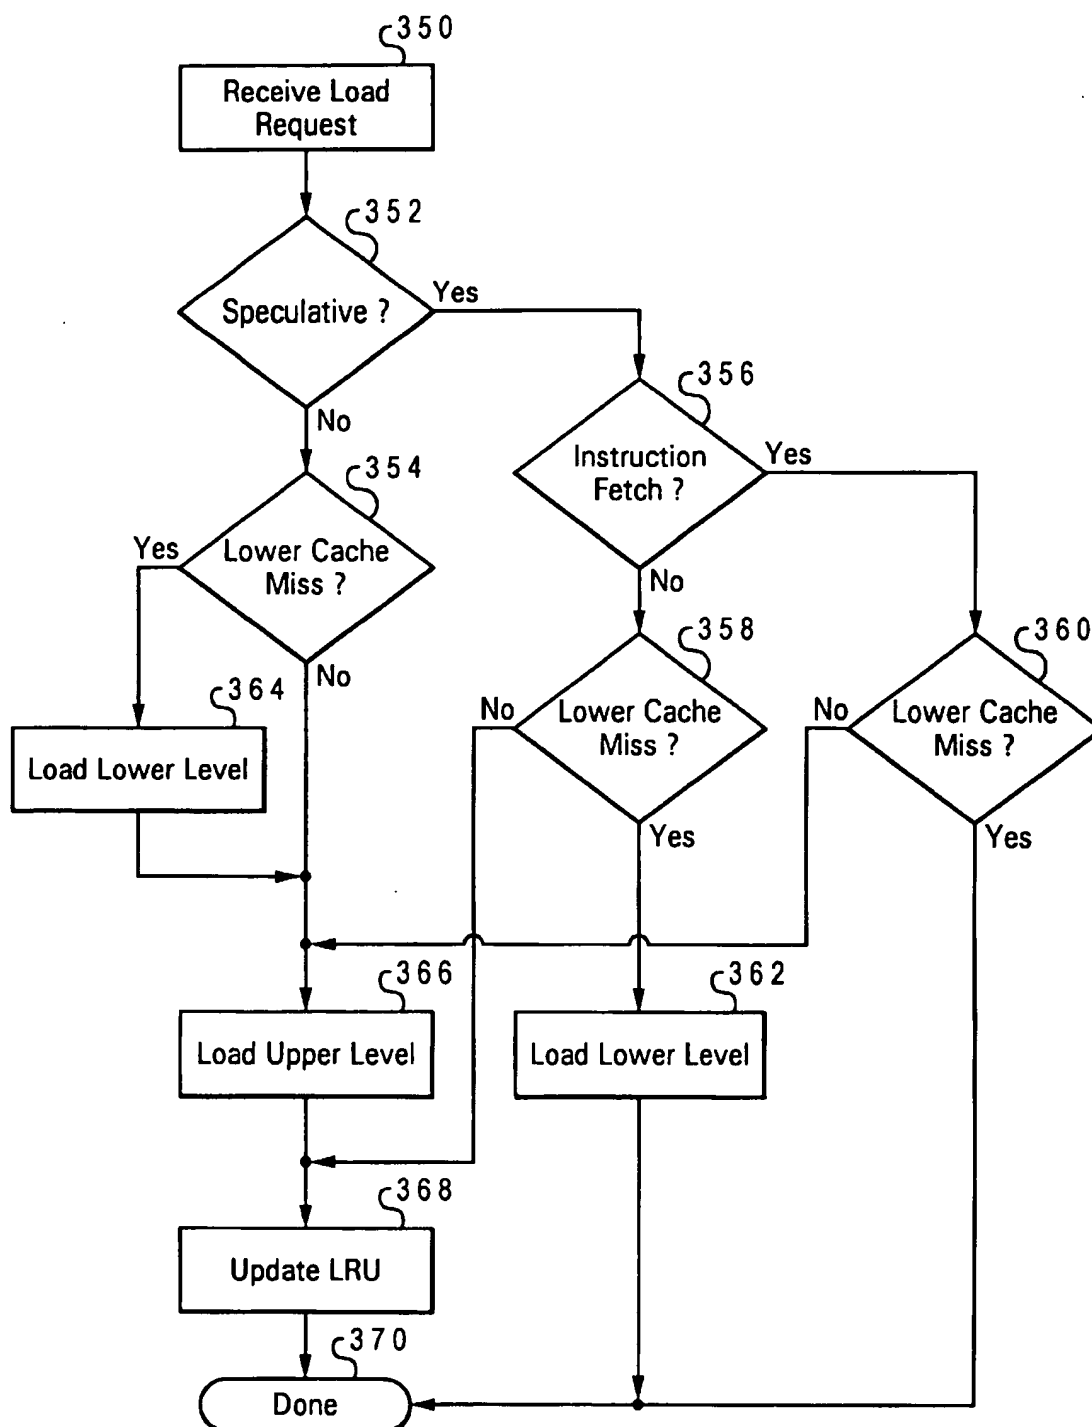 350
Receive Load
Request
352
Speculative ?
Yes
No
356
Instruction
Fetch ?
Yes
No
354
Lower Cache
Miss ?
Yes
No
358
Lower Cache
Miss ?
No
Yes
360
Lower Cache
Miss ?
No
Yes
364
Load Lower Level
366
Load Upper Level
362
Load Lower Level
368
Update LRU
370
Done